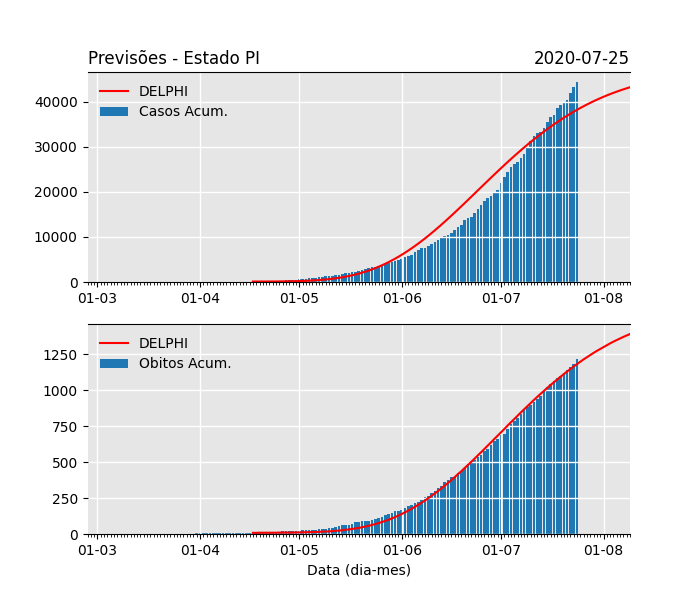 Previsões - Estado PI 2020-07-25
DELPHI
Casos Acum.
40000
30000
20000
10000
0
01-03 01-04 01-05 01-06 01-07 01-08
DELPHI
Obitos Acum.
1250
1000
750
500
250
0
01-03 01-04 01-05 01-06 01-07 01-08
Data (dia-mes)